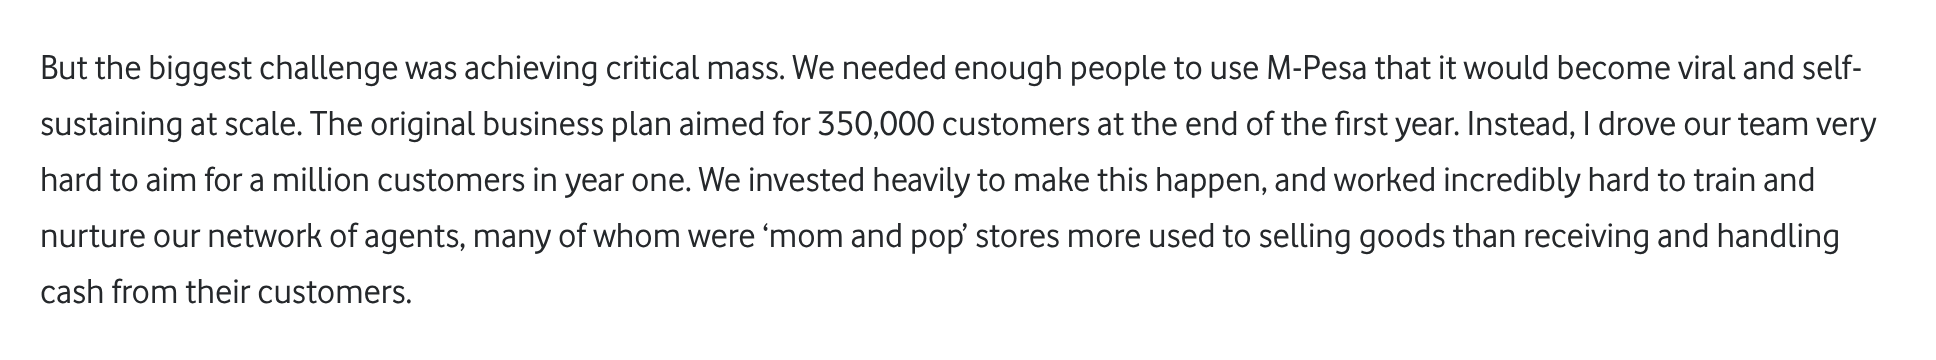 But the biggest challenge was achieving critical mass. We needed enough people to use M-Pesa that it would become viral and self-
sustaining at scale. The original business plan aimed for 350,000 customers at the end of the first year. Instead, I drove our team very
hard to aim for a million customers in year one. We invested heavily to make this happen, and worked incredibly hard to train and
nurture our network of agents, many of whom were ‘mom and pop’ stores more used to selling goods than receiving and handling
cash from their customers.